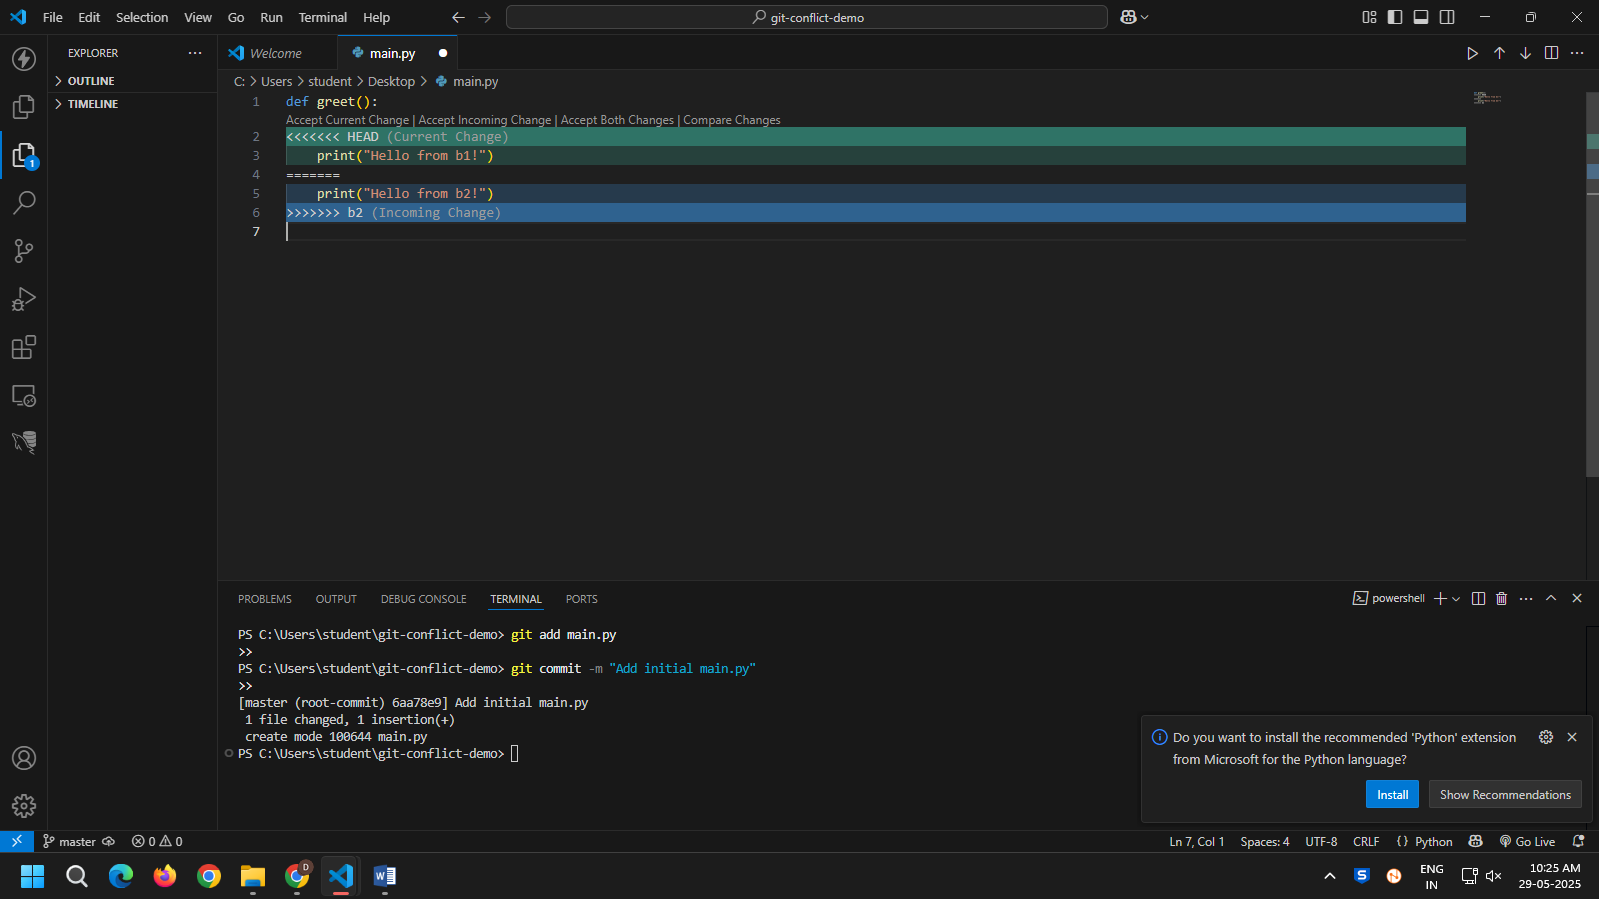 File Edit Selection View Go Run Terminal Help
git-conflict-demo
EXPLORER
OUTLINE
TIMELINE
1
Welcome
main.py
C: > Users > student > Desktop > main.py
1 def greet():
Accept Current Change | Accept Incoming Change | Accept Both Changes | Compare Changes
2 <<<<<<< HEAD (Current Change)
3 print("Hello from b1!")
4 =======
5 print("Hello from b2!")
6 >>>>>>> b2 (Incoming Change)
7
PROBLEMS OUTPUT DEBUG CONSOLE TERMINAL PORTS
powershell
PS C:\Users\student\git-conflict-demo> git add main.py
>>
PS C:\Users\student\git-conflict-demo> git commit -m "Add initial main.py"
>>
[master (root-commit) 6aa78e9] Add initial main.py
1 file changed, 1 insertion(+)
create mode 100644 main.py
PS C:\Users\student\git-conflict-demo>
Do you want to install the recommended 'Python' extension
from Microsoft for the Python language?
Install
Show Recommendations
master
0 0
Ln 7, Col 1 Spaces: 4 UTF-8 CRLF {} Python Go Live
D
W
S
ENG
IN
10:25 AM
29-05-2025